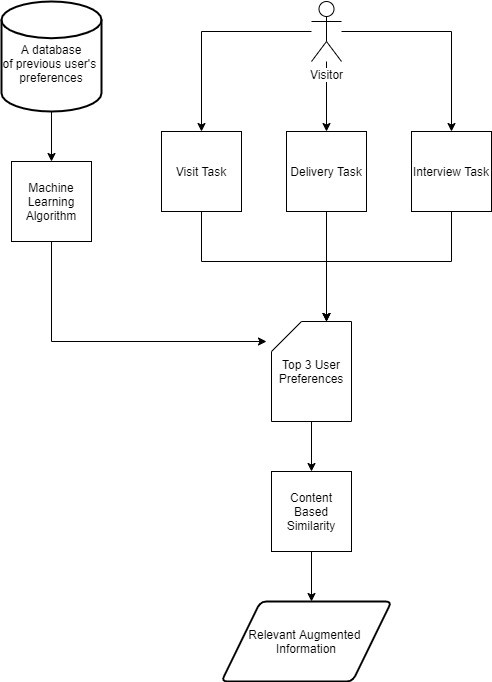 A database
of previous user's
preferences
Visitor
Machine
Learning
Algorithm
Visit Task
Delivery Task
Interview Task
Top 3 User
Preferences
Content
Based
Similarity
Relevant Augmented
Information